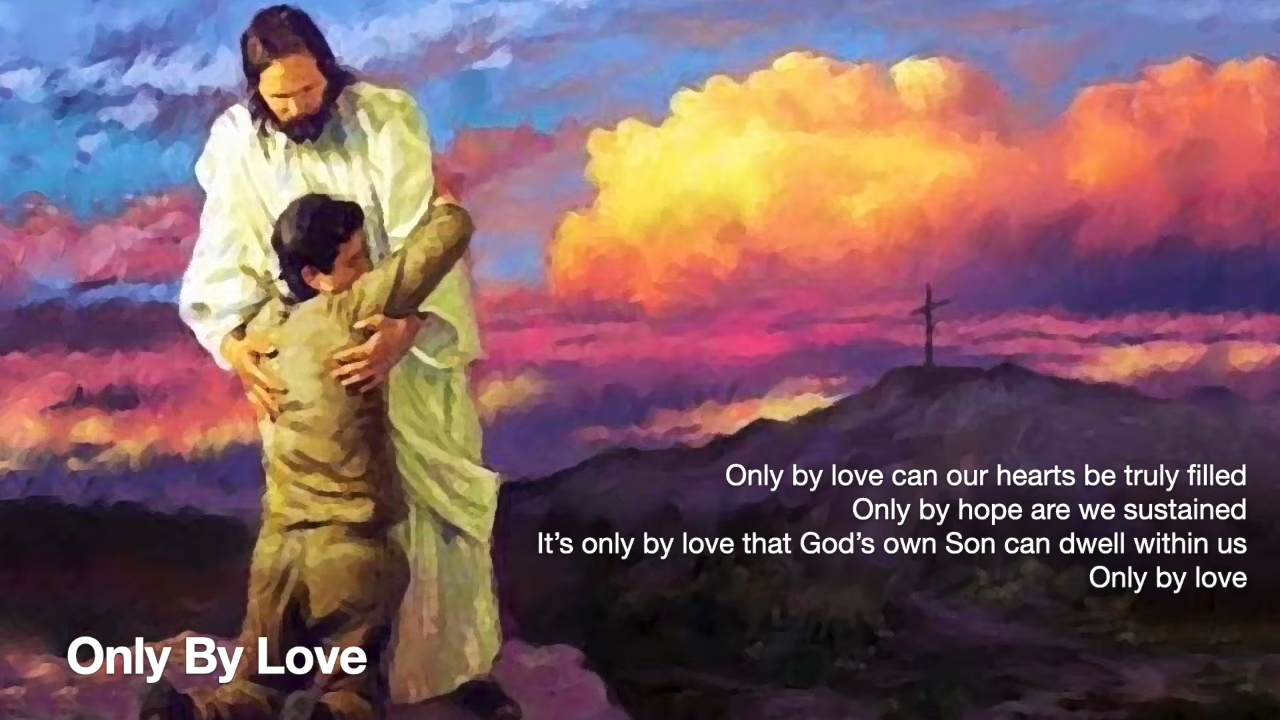 Only by love can our hearts be truly filled
Only by hope are we sustained
It’s only by love that God’s own Son can dwell within us
Only by love
Only By Love